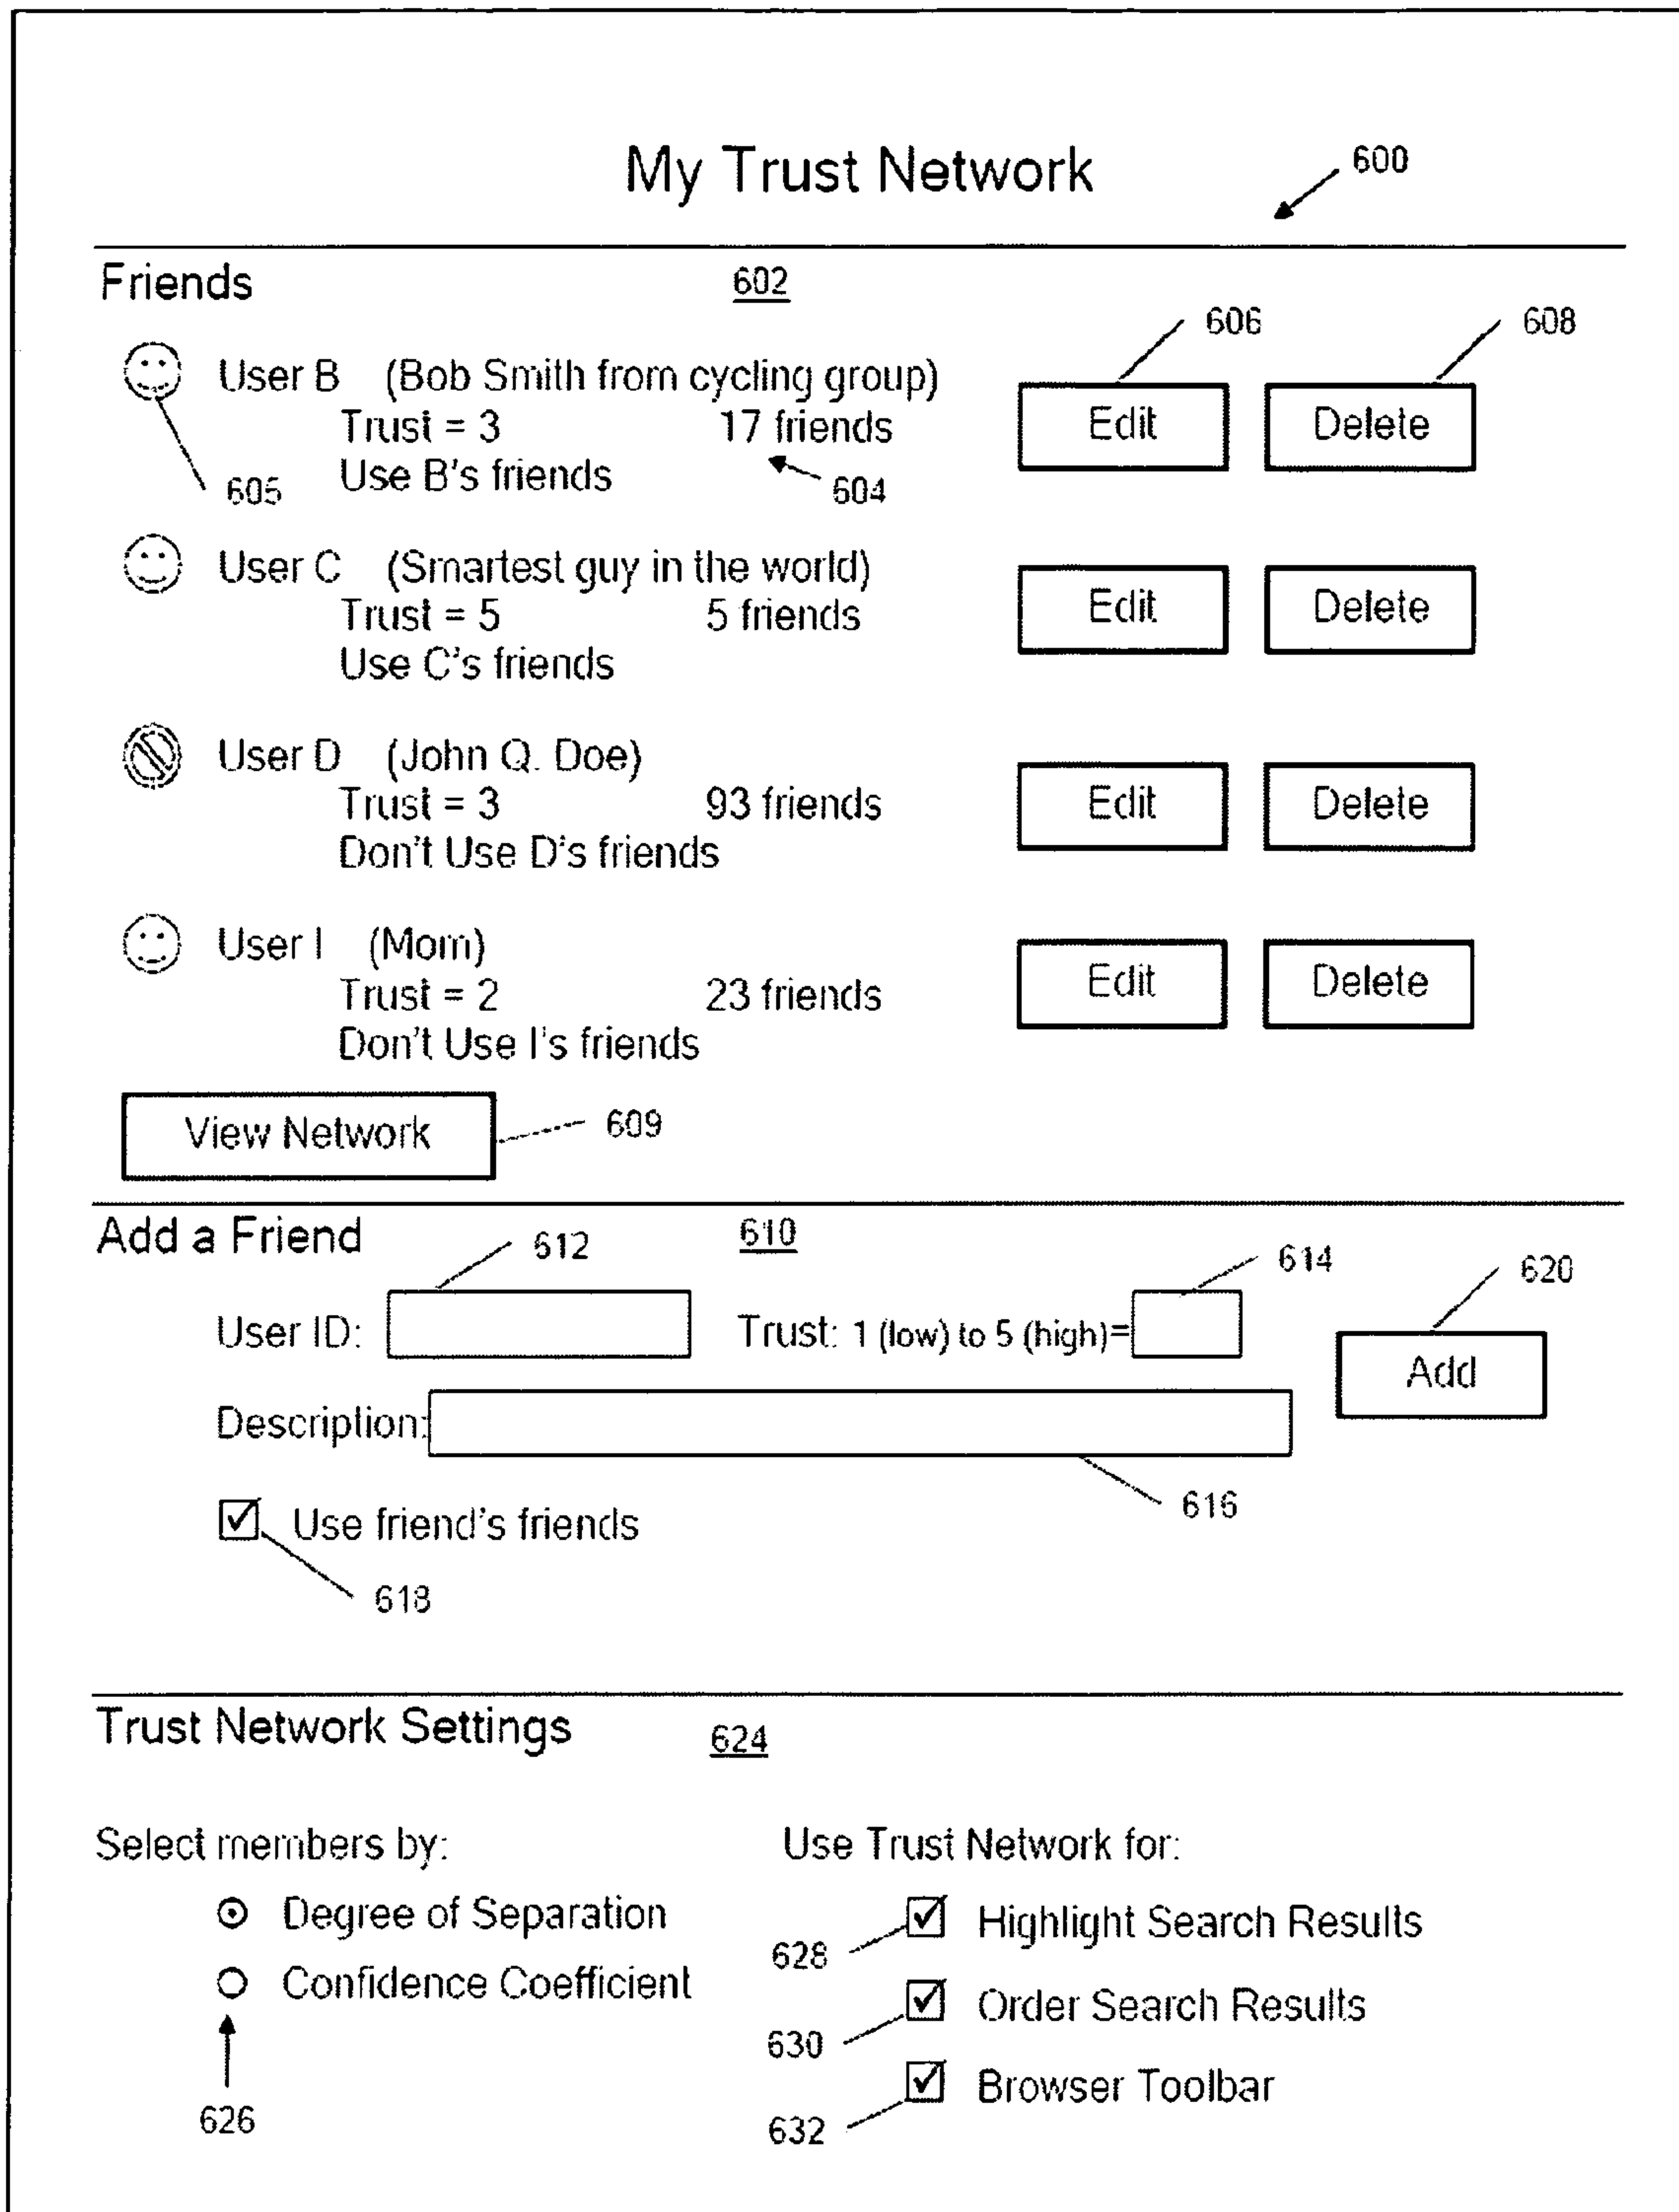 My Trust Network
600
Friends
602
606
608
User B (Bob Smith from cycling group)
Trust = 3 17 friends
Use B's friends
605
604
Edit Delete
User C (Smartest guy in the world)
Trust = 5 5 friends
Use C's friends
Edit Delete
User D (John Q. Doe)
Trust = 3 93 friends
Don't Use D's friends
Edit Delete
User I (Mom)
Trust = 2 23 friends
Don't Use I's friends
Edit Delete
View Network
609
Add a Friend
610
612
614
620
User ID: Trust: 1 (low) to 5 (high)=
Add
Description:
616
Use friend's friends
618
Trust Network Settings
624
Select members by:
Degree of Separation
Confidence Coefficient
626
Use Trust Network for:
Highlight Search Results
628
Order Search Results
630
Browser Toolbar
632